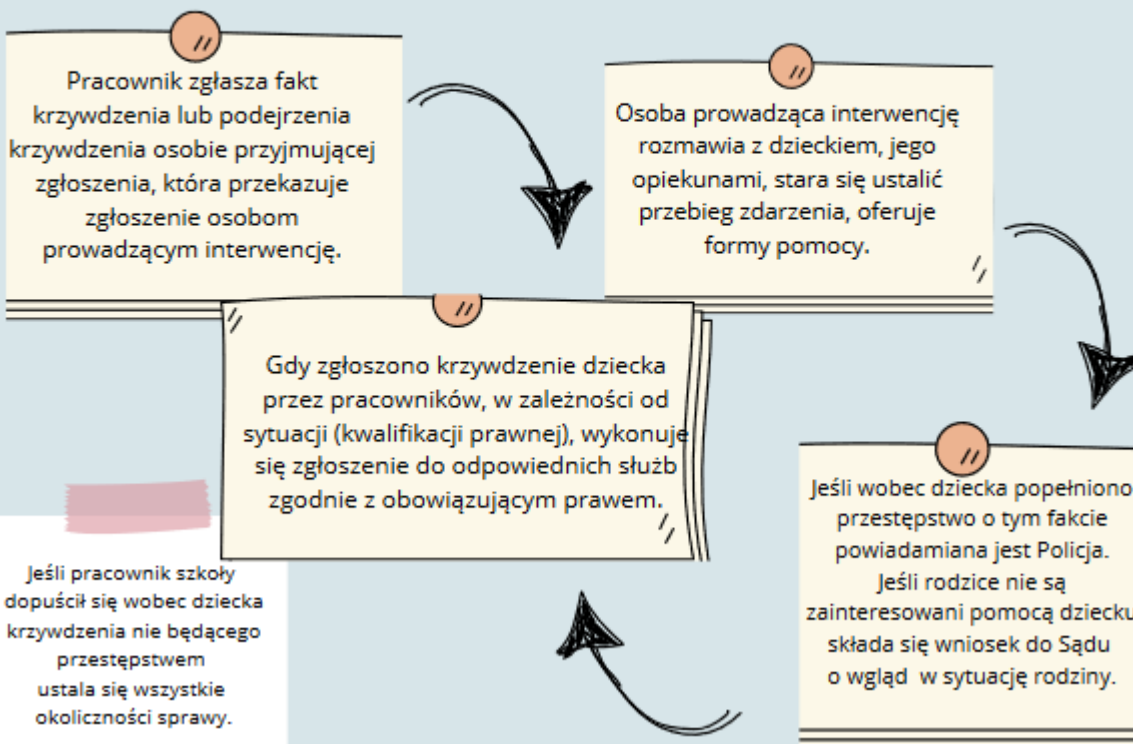 Pracownik zgłasza fakt
krzywdzenia lub podejrzenia
krzywdzenia osobie przyjmującej
zgłoszenia, która przekazuje
zgłoszenie osobom
prowadzącym interwencję.
Osoba prowadząca interwencję
rozmawia z dzieckiem, jego
opiekunami, stara się ustalić
przebieg zdarzenia, oferuje
formy pomocy.
Jeśli wobec dziecka popełniono
przestępstwo o tym fakcie
powiadamiana jest Policja.
Jeśli rodzice nie są
zainteresowani pomocą dziecku
składa się wniosek do Sądu
o wgląd w sytuację rodziny.
Gdy zgłoszono krzywdzenie dziecka
przez pracowników, w zależności od
sytuacji (kwalifikacji prawnej), wykonuje
się zgłoszenie do odpowiednich służb
zgodnie z obowiązującym prawem.
Jeśli pracownik szkoły
dopuścił się wobec dziecka
krzywdzenia nie będącego
przestępstwem
ustala się wszystkie
okoliczności sprawy.